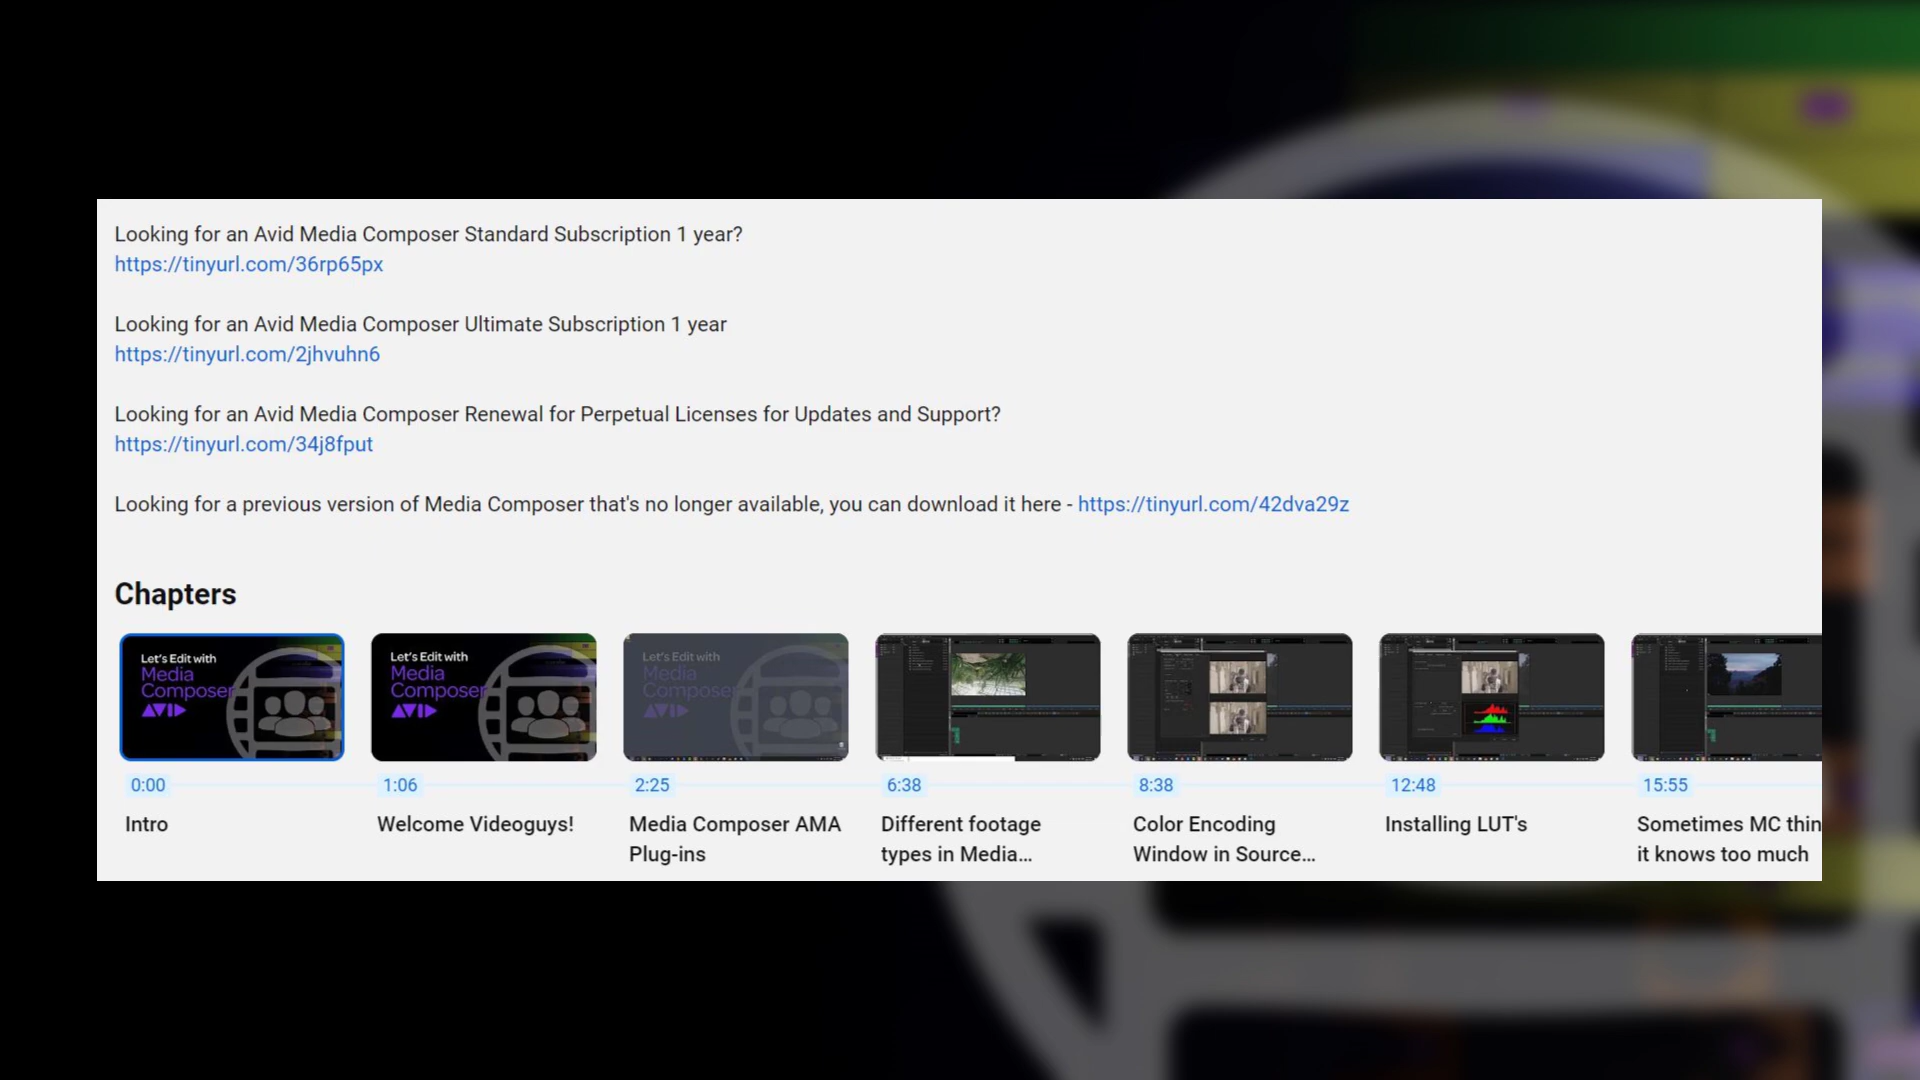 Looking for an Avid Media Composer Standard Subscription 1 year?
https://tinyurl.com/36rp65px
Looking for an Avid Media Composer Ultimate Subscription 1 year
https://tinyurl.com/2jhvuhn6
Looking for an Avid Media Composer Renewal for Perpetual Licenses for Updates and Support?
https://tinyurl.com/34j8fput
Looking for a previous version of Media Composer that's no longer available, you can download it here - https://tinyurl.com/42dva29z
Chapters
Let's Edit with
Media
Composer
AVID
Let's Edit with
Media
Composer
AVID
Let's Edit with
Media
Composer
AVID
0:00
Intro
1:06
Welcome Videoguys!
2:25
Media Composer AMA
Plug-ins
6:38
Different footage
types in Media...
8:38
Color Encoding
Window in Source...
12:48
Installing LUT's
15:55
Sometimes MC thin
it knows too much